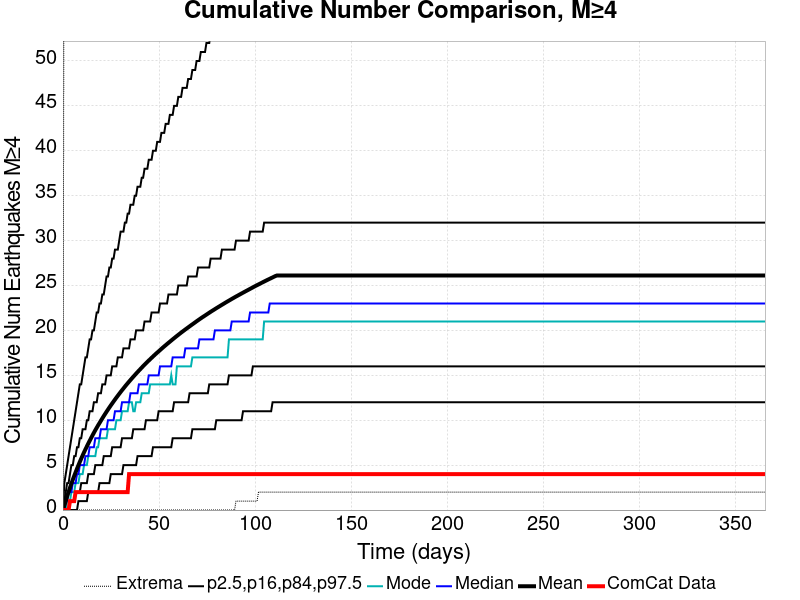 Cumulative Number Comparison, M≥4
Cumulative Num Earthquakes M≥4
50
45
40
35
30
25
20
15
10
5
0
0 50 100 150 200 250 300 350
Time (days)
Extrema p2.5,p16,p84,p97.5 Mode Median Mean ComCat Data